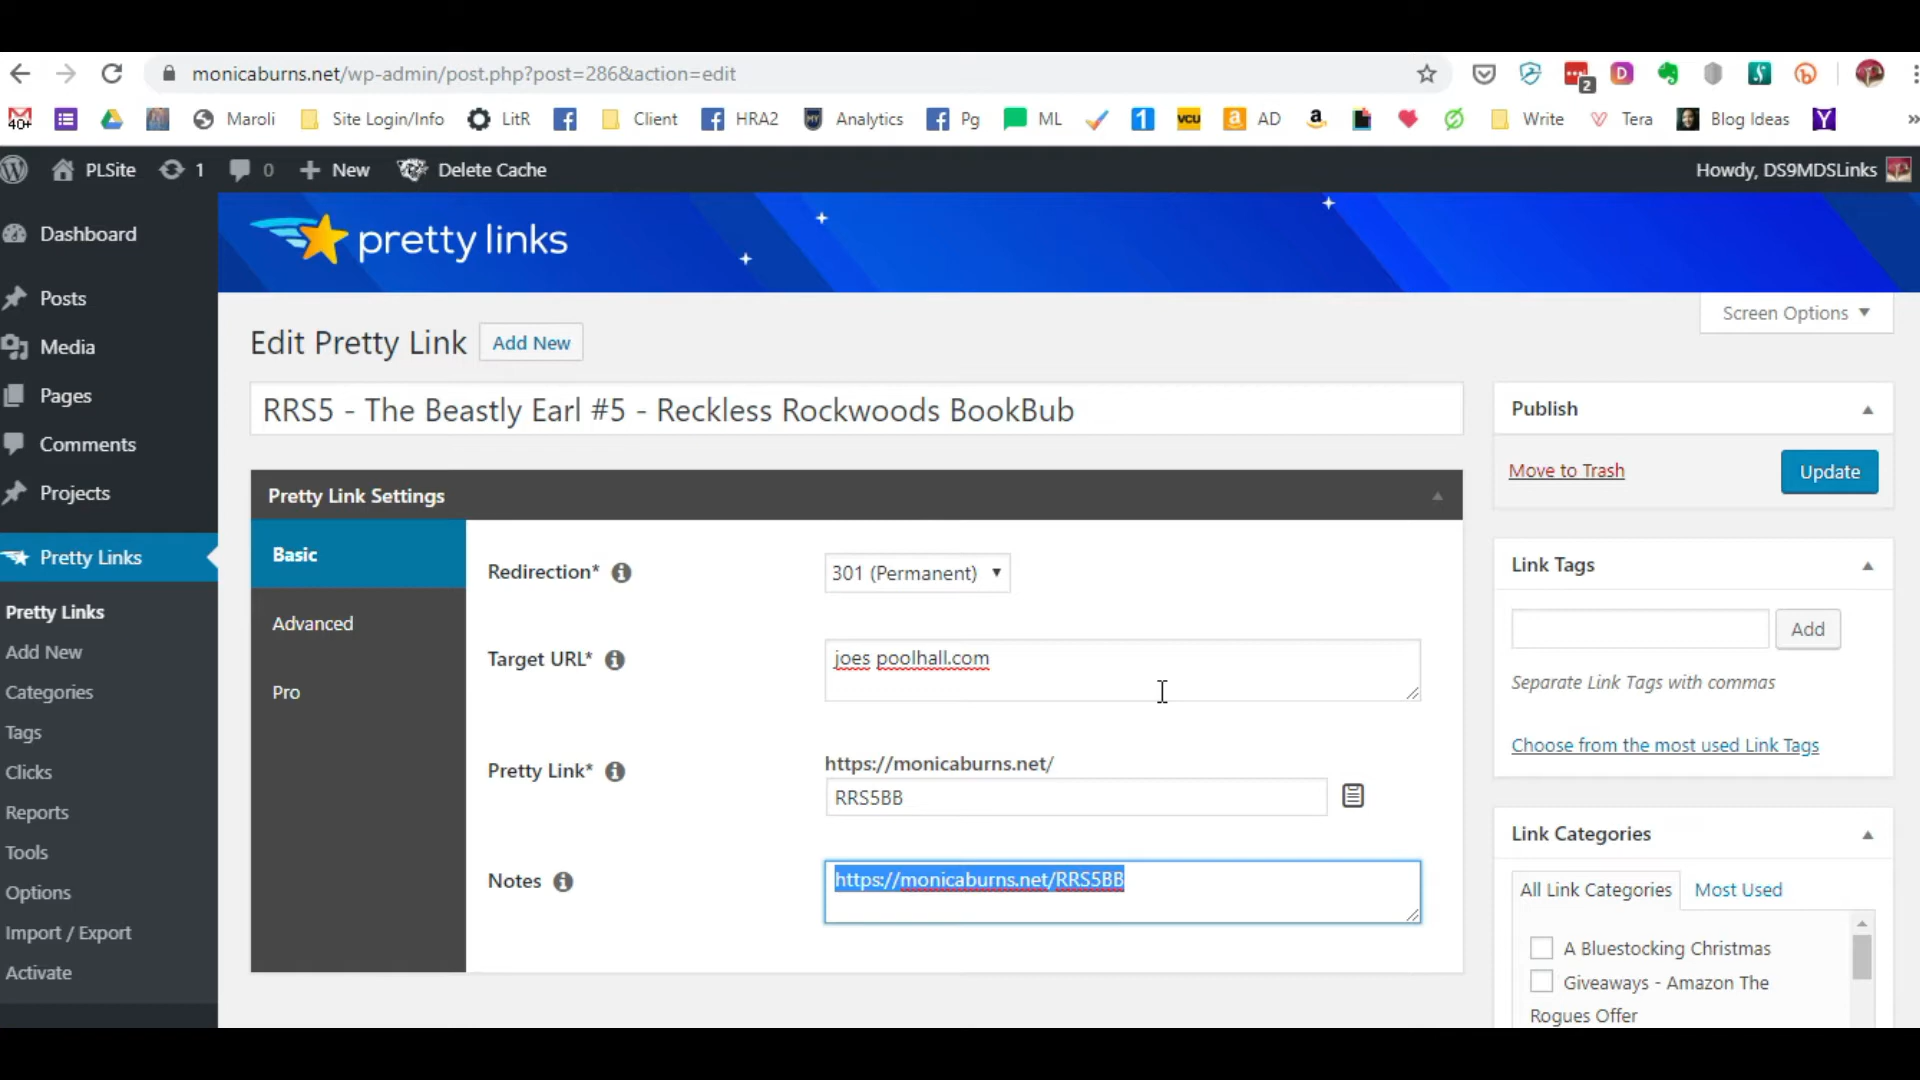 monicaburns.net/wp-admin/post.php?post=286&action=edit
2
40+
Maroli
Site Login/Info
LitR
Client
HRA2
Analytics
Pg
ML
1
VCU
AD
Write
Tera
Blog Ideas
»
PLSite
1
0
New
Delete Cache
Howdy, DS9MDSLinks
Dashboard
Posts
Media
Pages
Comments
Projects
Pretty Links
Pretty Links
Add New
Categories
Tags
Clicks
Reports
Tools
Options
Import / Export
Activate
pretty links
Screen Options
Edit Pretty Link
Add New
RRS5 - The Beastly Earl #5 - Reckless Rockwoods BookBub
Pretty Link Settings
Basic
Advanced
Pro
Redirection*
301 (Permanent)
Target URL*
joes poolhall.com
Pretty Link*
https://monicaburns.net/
RRS5BB
Notes
https://monicaburns.net/RRS5BB
Publish
Move to Trash
Update
Link Tags
Add
Separate Link Tags with commas
Choose from the most used Link Tags
Link Categories
All Link Categories
Most Used
A Bluestocking Christmas
Giveaways - Amazon The
Rogues Offer